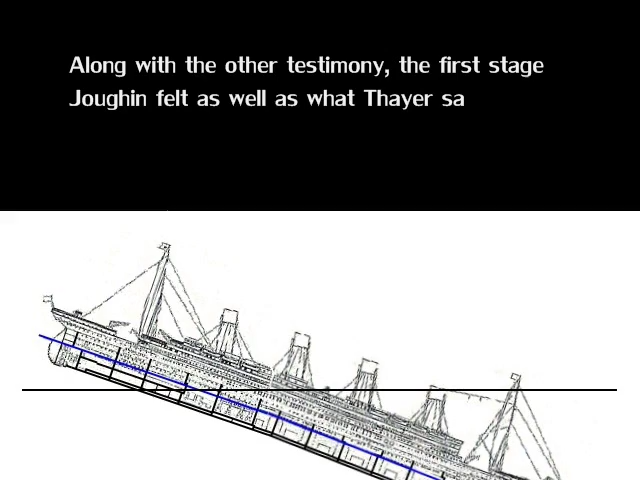 Along with the other testimony, the first stage
Joughin felt as well as what Thayer sa